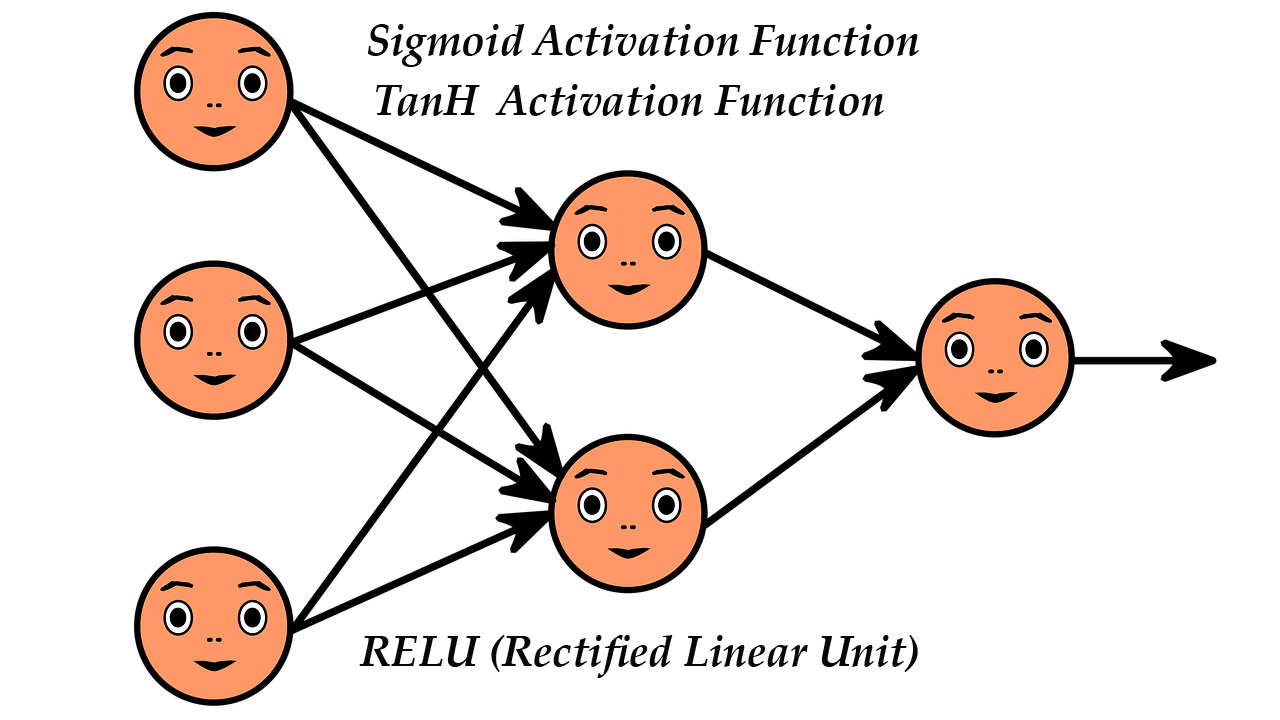 Sigmoid Activation Function
TanH Activation Function
RELU (Rectified Linear Unit)